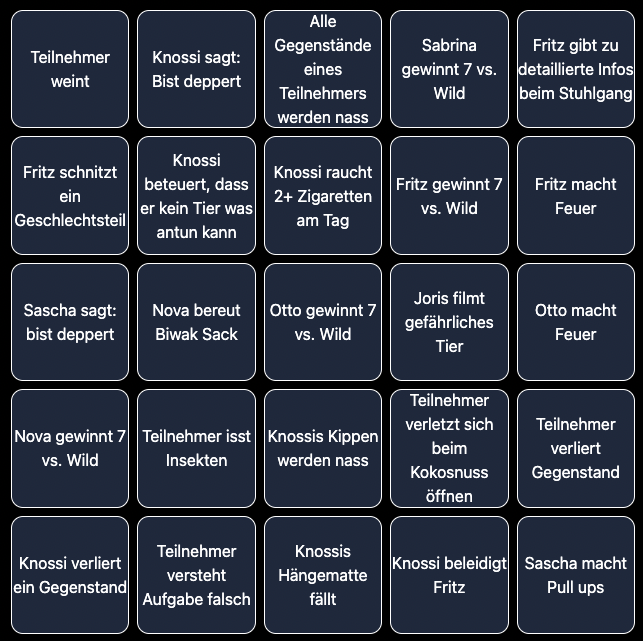 Teilnehmer
weint
Knossi sagt:
Bist deppert
Alle
Gegenstände
eines
Teilnehmers
werden nass
Sabrina
gewinnt 7 vs.
Wild
Fritz gibt zu
detaillierte Infos
beim Stuhlgang
Fritz schnitzt
ein
Geschlechtsteil
Knossi
beteuert, dass
er kein Tier was
antun kann
Knossi raucht
2+ Zigaretten
am Tag
Fritz gewinnt 7
vs. Wild
Fritz macht
Feuer
Sascha sagt:
bist deppert
Nova bereut
Biwak Sack
Otto gewinnt 7
vs. Wild
Joris filmt
gefährliches
Tier
Otto macht
Feuer
Nova gewinnt 7
vs. Wild
Teilnehmer isst
Insekten
Knossis Kippen
werden nass
Teilnehmer
verletzt sich
beim
Kokosnuss
öffnen
Teilnehmer
verliert
Gegenstand
Knossi verliert
ein Gegenstand
Teilnehmer
versteht
Aufgabe falsch
Knossis
Hängematte
fällt
Knossi beleidigt
Fritz
Sascha macht
Pull ups